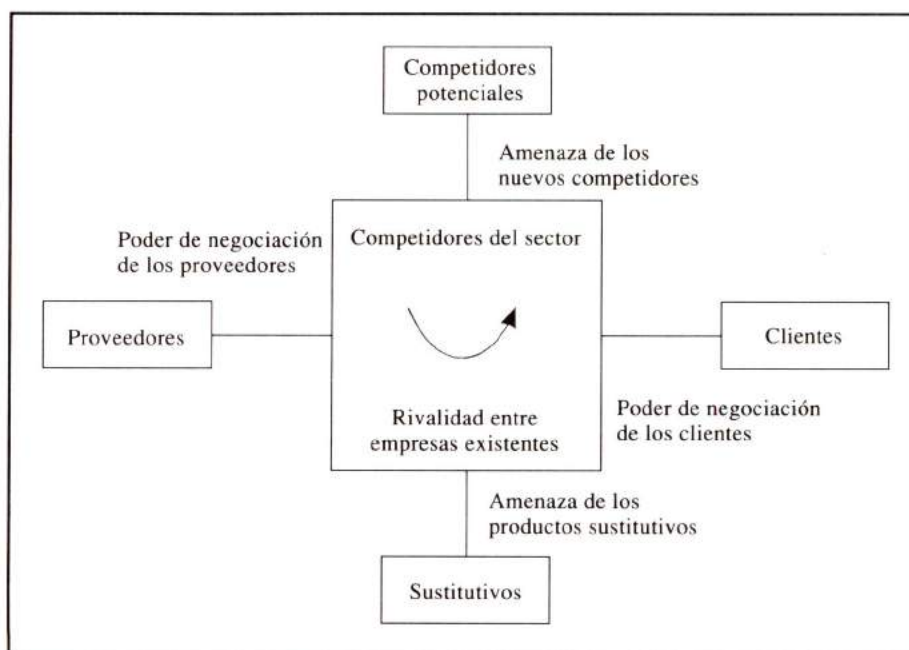 Competidores
potenciales
Amenaza de los
nuevos competidores
Poder de negociación
de los proveedores
Competidores del sector
Proveedores
Clientes
Rivalidad entre
empresas existentes
Poder de negociación
de los clientes
Amenaza de los
productos sustitutivos
Sustitutivos